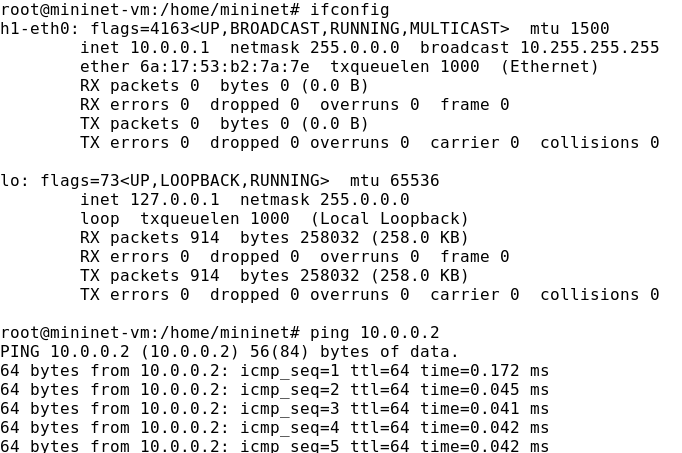 root@mininet-vm:/home/mininet# ifconfig
h1-eth0: flags=4163<UP,BROADCAST,RUNNING,MULTICAST>  mtu 1500
        inet 10.0.0.1  netmask 255.0.0.0  broadcast 10.255.255.255
        ether 6a:17:53:b2:7a:7e  txqueuelen 1000  (Ethernet)
        RX packets 0  bytes 0 (0.0 B)
        RX errors 0  dropped 0  overruns 0  frame 0
        TX packets 0  bytes 0 (0.0 B)
        TX errors 0  dropped 0 overruns 0  carrier 0  collisions 0

lo: flags=73<UP,LOOPBACK,RUNNING>  mtu 65536
        inet 127.0.0.1  netmask 255.0.0.0
        loop  txqueuelen 1000  (Local Loopback)
        RX packets 914  bytes 258032 (258.0 KB)
        RX errors 0  dropped 0  overruns 0  frame 0
        TX packets 914  bytes 258032 (258.0 KB)
        TX errors 0  dropped 0 overruns 0  carrier 0  collisions 0

root@mininet-vm:/home/mininet# ping 10.0.0.2
PING 10.0.0.2 (10.0.0.2) 56(84) bytes of data.
64 bytes from 10.0.0.2: icmp_seq=1 ttl=64 time=0.172 ms
64 bytes from 10.0.0.2: icmp_seq=2 ttl=64 time=0.045 ms
64 bytes from 10.0.0.2: icmp_seq=3 ttl=64 time=0.041 ms
64 bytes from 10.0.0.2: icmp_seq=4 ttl=64 time=0.042 ms
64 bytes from 10.0.0.2: icmp_seq=5 ttl=64 time=0.042 ms